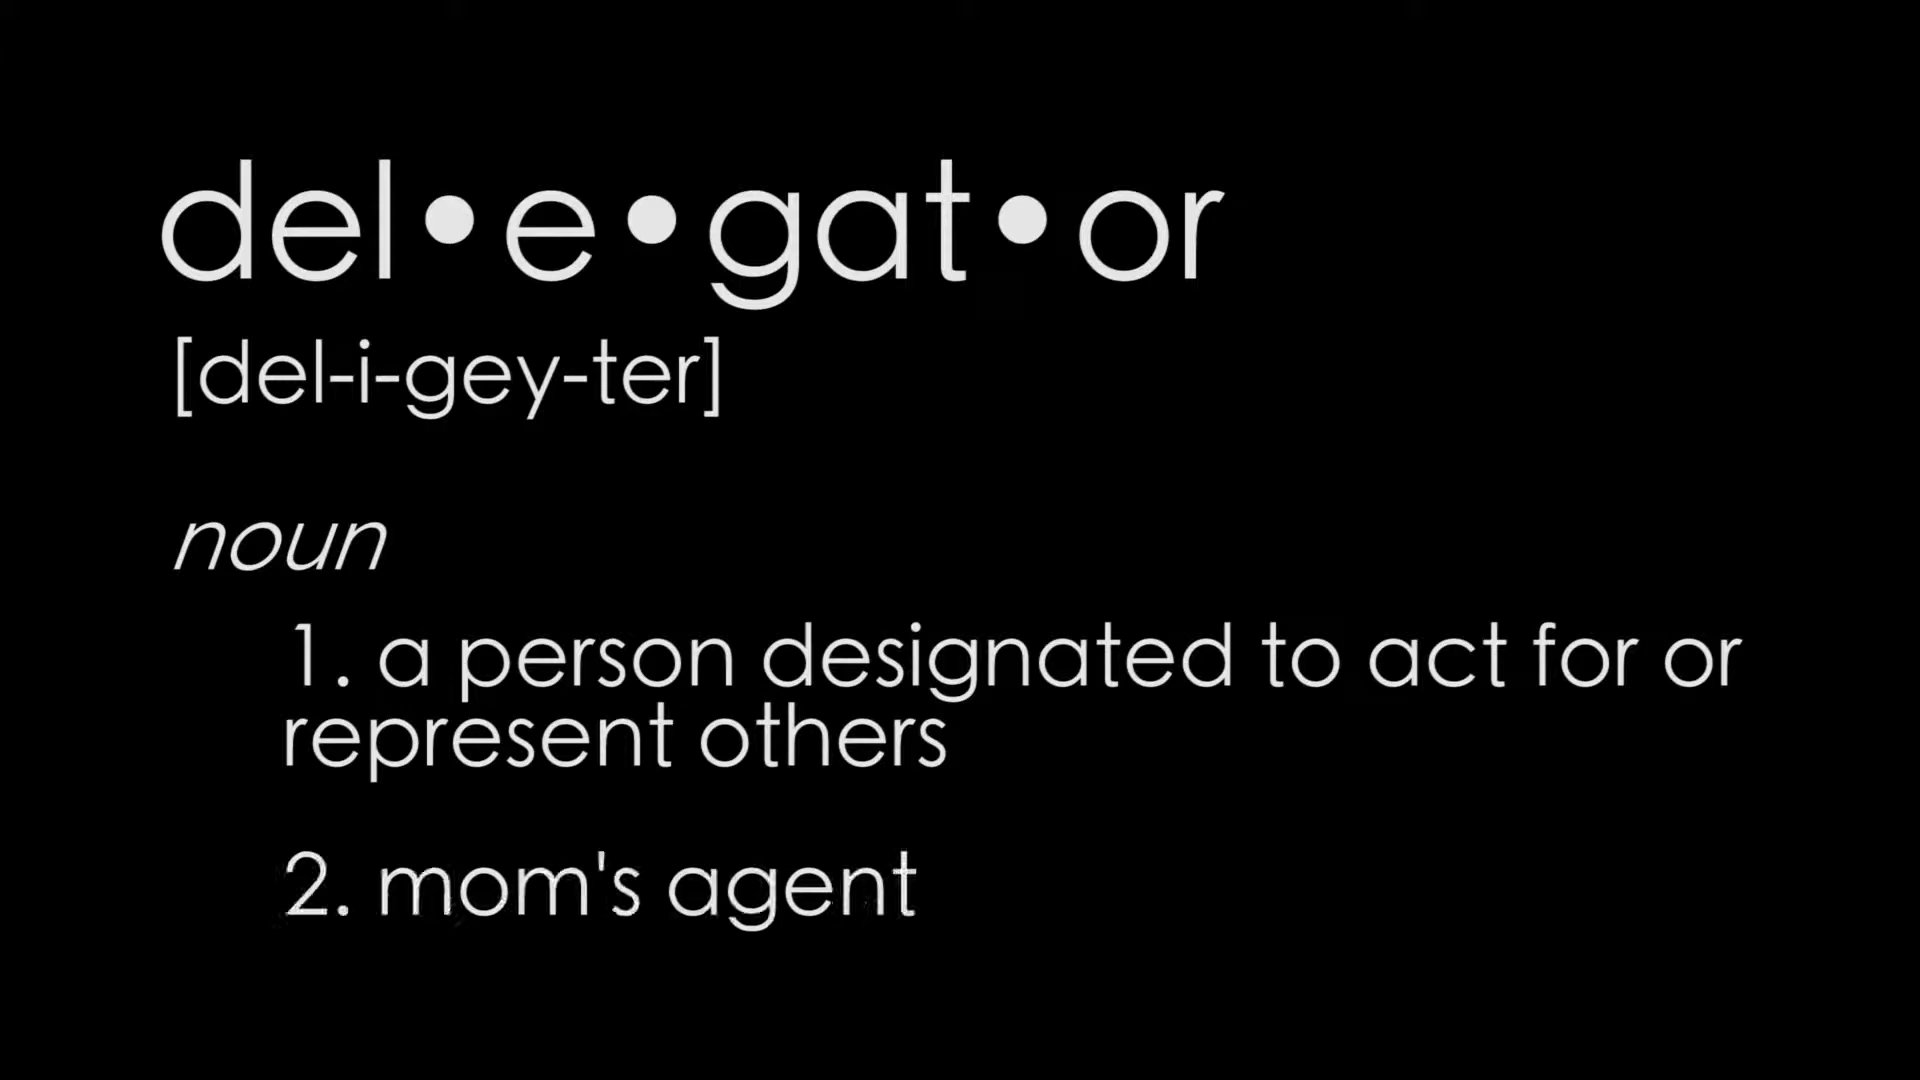 del•e•gat•or
[del-i-gey-ter]
noun
1. a person designated to act for or
represent others
2. mom's agent